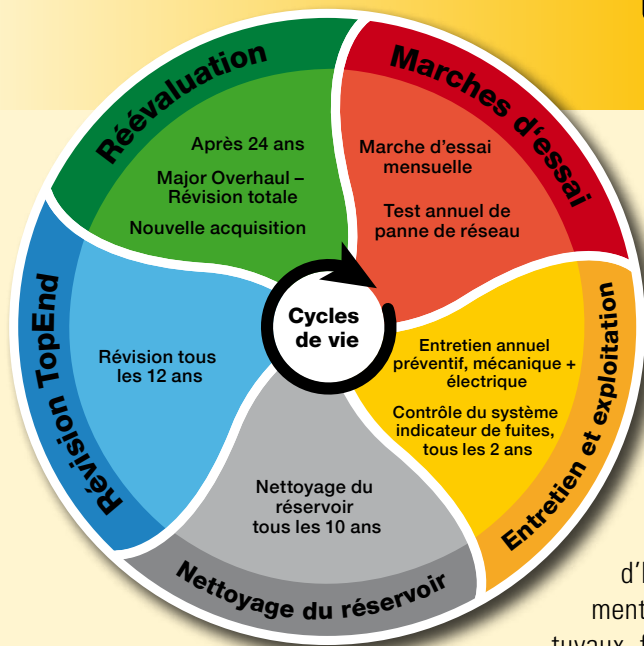 Réévaluation
Après 24 ans
Major Overhaul –
Révision totale
Nouvelle acquisition
Marches d'essai
Marche d'essai
mensuelle
Test annuel de
panne de réseau
Cycles
de vie
Révision TopEnd
Révision tous
les 12 ans
Entretien annuel
préventif, mécanique +
électrique
Contrôle du système
indicateur de fuites,
tous les 2 ans
Entretien et exploitation
Nettoyage du
réservoir
tous les 10 ans
Nettoyage du réservoir
ment
tuyaux